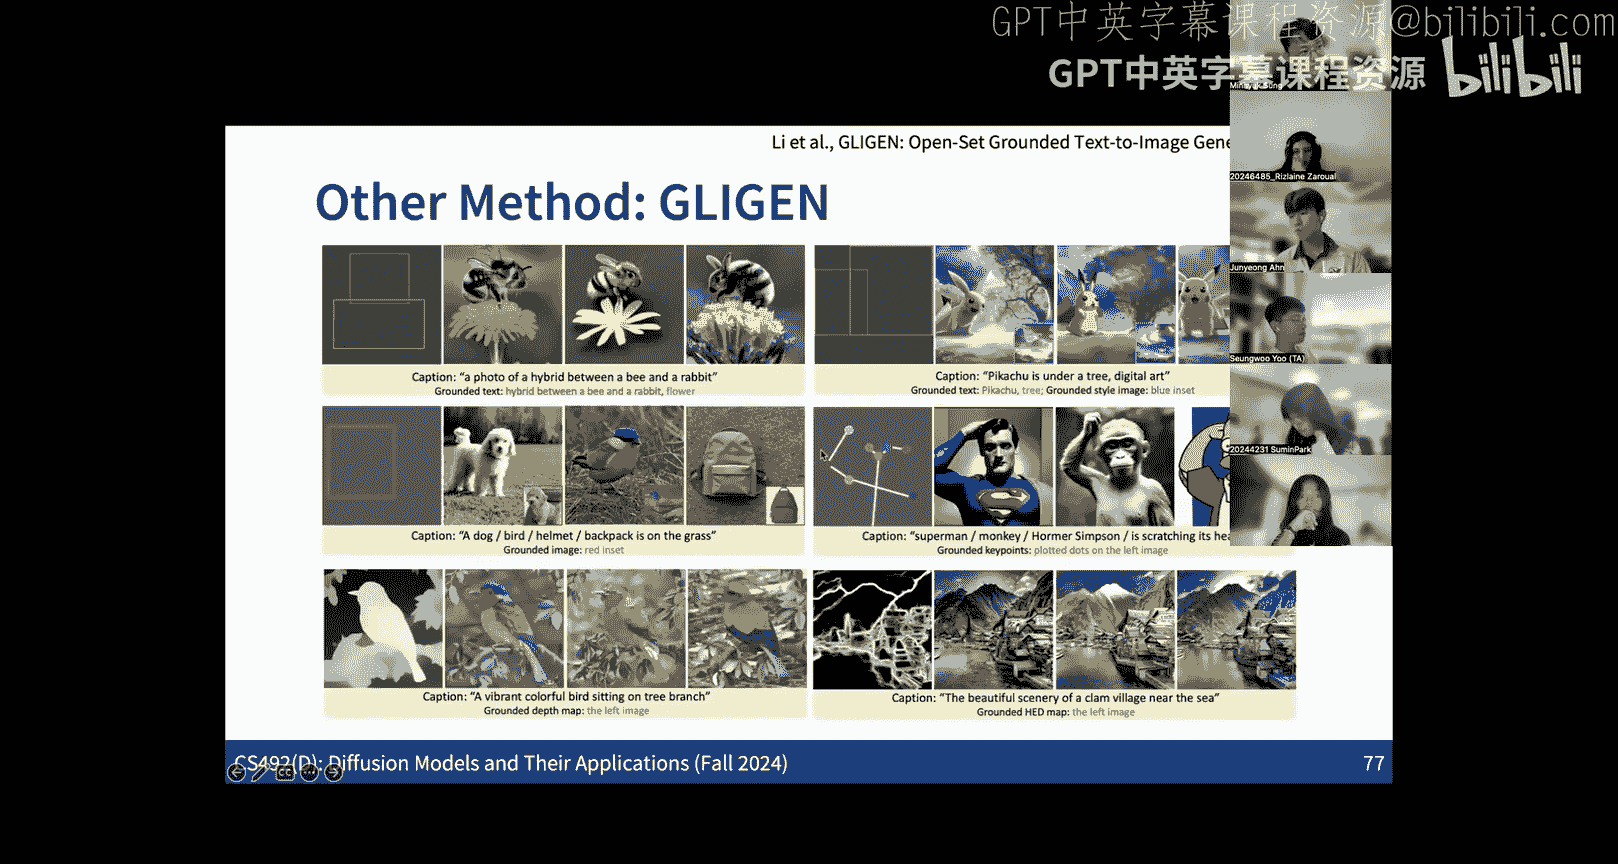 GPT中英字幕课程资源@bilibili.com
GPT中英字幕课程资源 bilibili
Minhyuk Sung
20246485_Rizlaine Zaroual
Junyeong Ahn
Seungwoo Yoo (TA)
20244231 SuminPark
Li et al., GLIGEN: Open-Set Grounded Text-to-Image Gene
Other Method: GLIGEN
Caption: “a photo of a hybrid between a bee and a rabbit”
Grounded text: hybrid between a bee and a rabbit, flower
Caption: “Pikachu is under a tree, digital art”
Grounded text: Pikachu, tree; Grounded style image: blue inset
Caption: “A dog / bird / helmet / backpack is on the grass”
Grounded image: red inset
Caption: “superman / monkey / Hormer Simpson / is scratching its hea
Grounded keypoints: plotted dots on the left image
Caption: “A vibrant colorful bird sitting on tree branch”
Grounded depth map: the left image
Caption: “The beautiful scenery of a clam village near the sea”
Grounded HED map: the left image
CS492(D): Diffusion Models and Their Applications (Fall 2024)
77